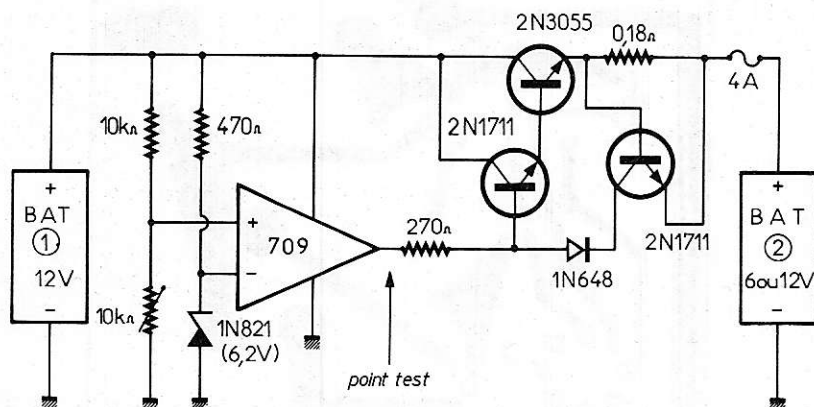 2N3055
0,18Ω
4A
10kΩ
470Ω
2N1711
+
BAT
①
12V
−
+
−
709
270Ω
1N648
2N1711
+
BAT
②
6ou12V
−
10kΩ
1N821
(6,2V)
point test